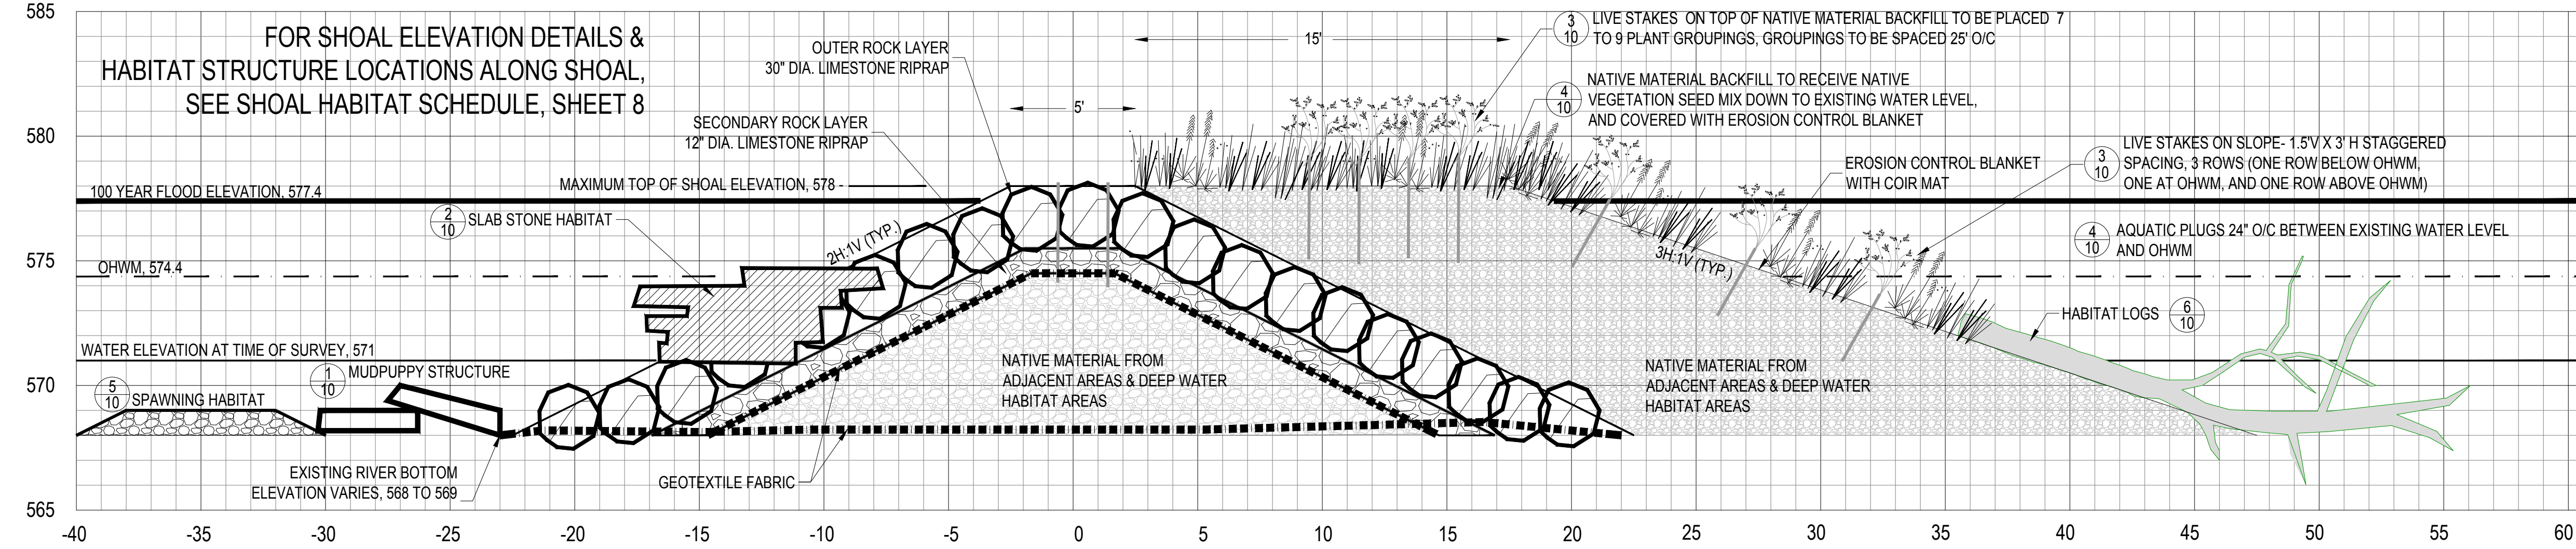 585
580
575
570
565
FOR SHOAL ELEVATION DETAILS &
HABITAT STRUCTURE LOCATIONS ALONG SHOAL,
SEE SHOAL HABITAT SCHEDULE, SHEET 8
OUTER ROCK LAYER
30" DIA. LIMESTONE RIPRAP
SECONDARY ROCK LAYER
12" DIA. LIMESTONE RIPRAP
MAXIMUM TOP OF SHOAL ELEVATION, 578 -
5'
15'
3
10
LIVE STAKES ON TOP OF NATIVE MATERIAL BACKFILL TO BE PLACED 7
TO 9 PLANT GROUPINGS, GROUPINGS TO BE SPACED 25' O/C
4
10
NATIVE MATERIAL BACKFILL TO RECEIVE NATIVE
VEGETATION SEED MIX DOWN TO EXISTING WATER LEVEL,
AND COVERED WITH EROSION CONTROL BLANKET
EROSION CONTROL BLANKET
WITH COIR MAT
3
10
LIVE STAKES ON SLOPE- 1.5'V X 3' H STAGGERED
SPACING, 3 ROWS (ONE ROW BELOW OHWM,
ONE AT OHWM, AND ONE ROW ABOVE OHWM)
100 YEAR FLOOD ELEVATION, 577.4
2
10
SLAB STONE HABITAT
2H:1V (TYP.)
3H:1V (TYP.)
4
10
AQUATIC PLUGS 24" O/C BETWEEN EXISTING WATER LEVEL
AND OHWM
OHWM, 574.4
HABITAT LOGS
6
10
WATER ELEVATION AT TIME OF SURVEY, 571
1
10
MUDPUPPY STRUCTURE
5
10
SPAWNING HABITAT
NATIVE MATERIAL FROM
ADJACENT AREAS & DEEP WATER
HABITAT AREAS
NATIVE MATERIAL FROM
ADJACENT AREAS & DEEP WATER
HABITAT AREAS
EXISTING RIVER BOTTOM
ELEVATION VARIES, 568 TO 569
GEOTEXTILE FABRIC
-40 -35 -30 -25 -20 -15 -10 -5 0 5 10 15 20 25 30 35 40 45 50 55 60